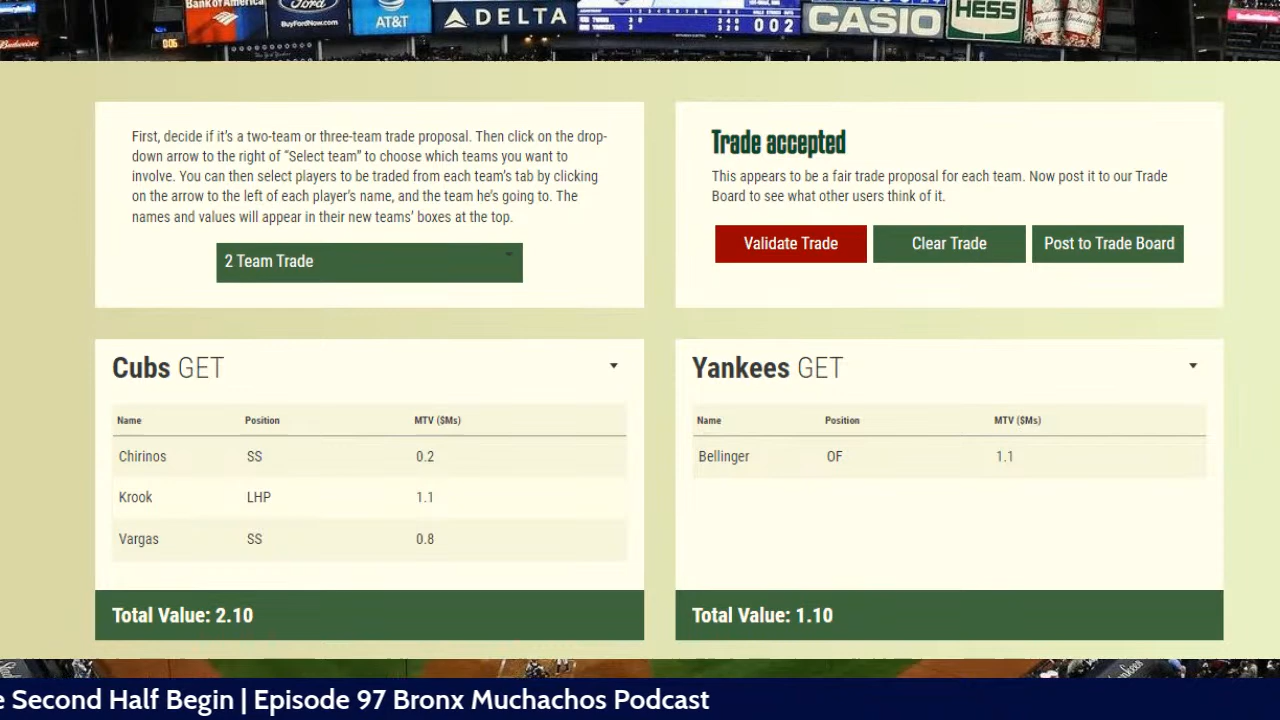 BankofAmerica
Ford
BuyFordNow.com
AT&T
DELTA
002
CASIO
HESS
Budweiser
First, decide if it's a two-team or three-team trade proposal. Then click on the drop-
down arrow to the right of “Select team” to choose which teams you want to
involve. You can then select players to be traded from each team's tab by clicking
on the arrow to the left of each player's name, and the team he's going to. The
names and values will appear in their new teams' boxes at the top.
2 Team Trade
Trade accepted
This appears to be a fair trade proposal for each team. Now post it to our Trade
Board to see what other users think of it.
Validate Trade Clear Trade Post to Trade Board
Cubs GET
Name Position MTV ($Ms)
Chirinos SS 0.2
Krook LHP 1.1
Vargas SS 0.8
Total Value: 2.10
Yankees GET
Name Position MTV ($Ms)
Bellinger OF 1.1
Total Value: 1.10
e Second Half Begin | Episode 97 Bronx Muchachos Podcast